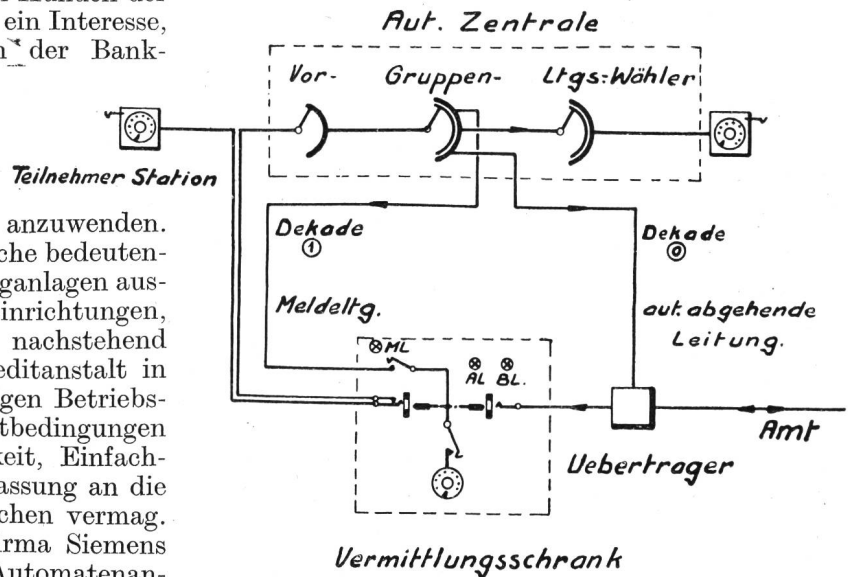 ein Interesse,
der Bank-
anzuwenden.
che bedeuten-
ganlagen aus-
inrichtungen,
nachstehend
editanstalt in
gen Betriebs-
tbedingungen
keit, Einfach-
assung an die
chen vermag.
rma Siemens
Automatenan-
Aut. Zentrale
Vor- Gruppen- Ltgs.-Wähler
Teilnehmer Station
Dekade
1
Dekade
0
Meldeltg.
aut. abgehende
Leitung.
ML
AL BL.
Amt
Uebertrager
Vermittlungsschrank